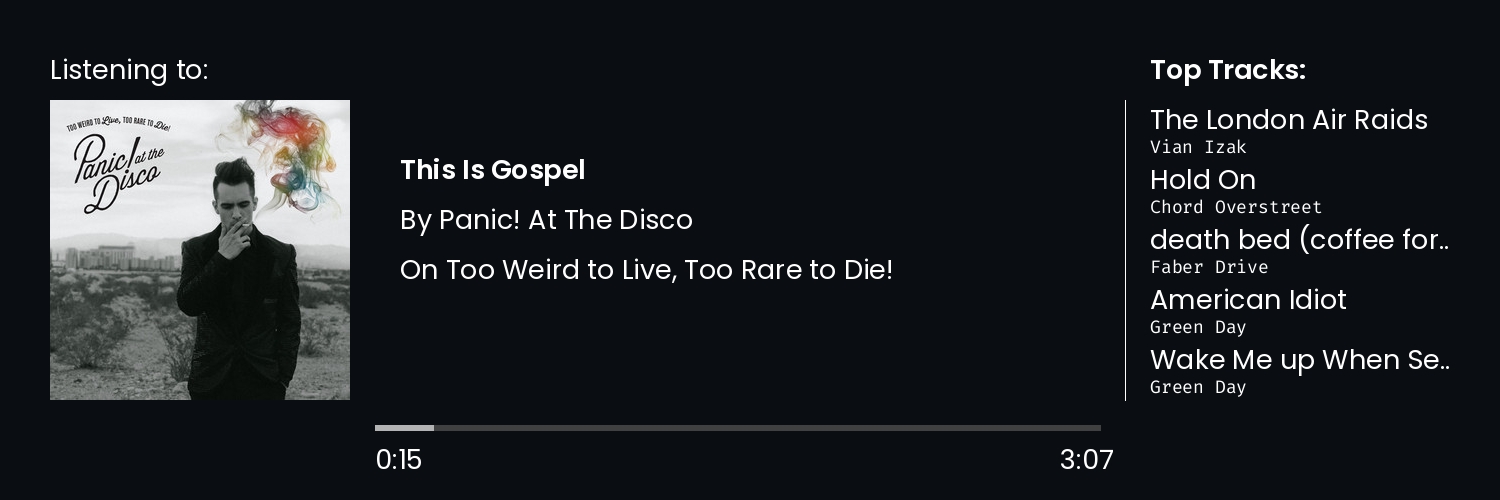 Listening to:
TOO WEIRD TO Live, TOO RARE TO Die!
Panic! at the
Disco
This Is Gospel
By Panic! At The Disco
On Too Weird to Live, Too Rare to Die!
0:15
3:07
Top Tracks:
The London Air Raids
Vian Izak
Hold On
Chord Overstreet
death bed (coffee for..
Faber Drive
American Idiot
Green Day
Wake Me up When Se..
Green Day